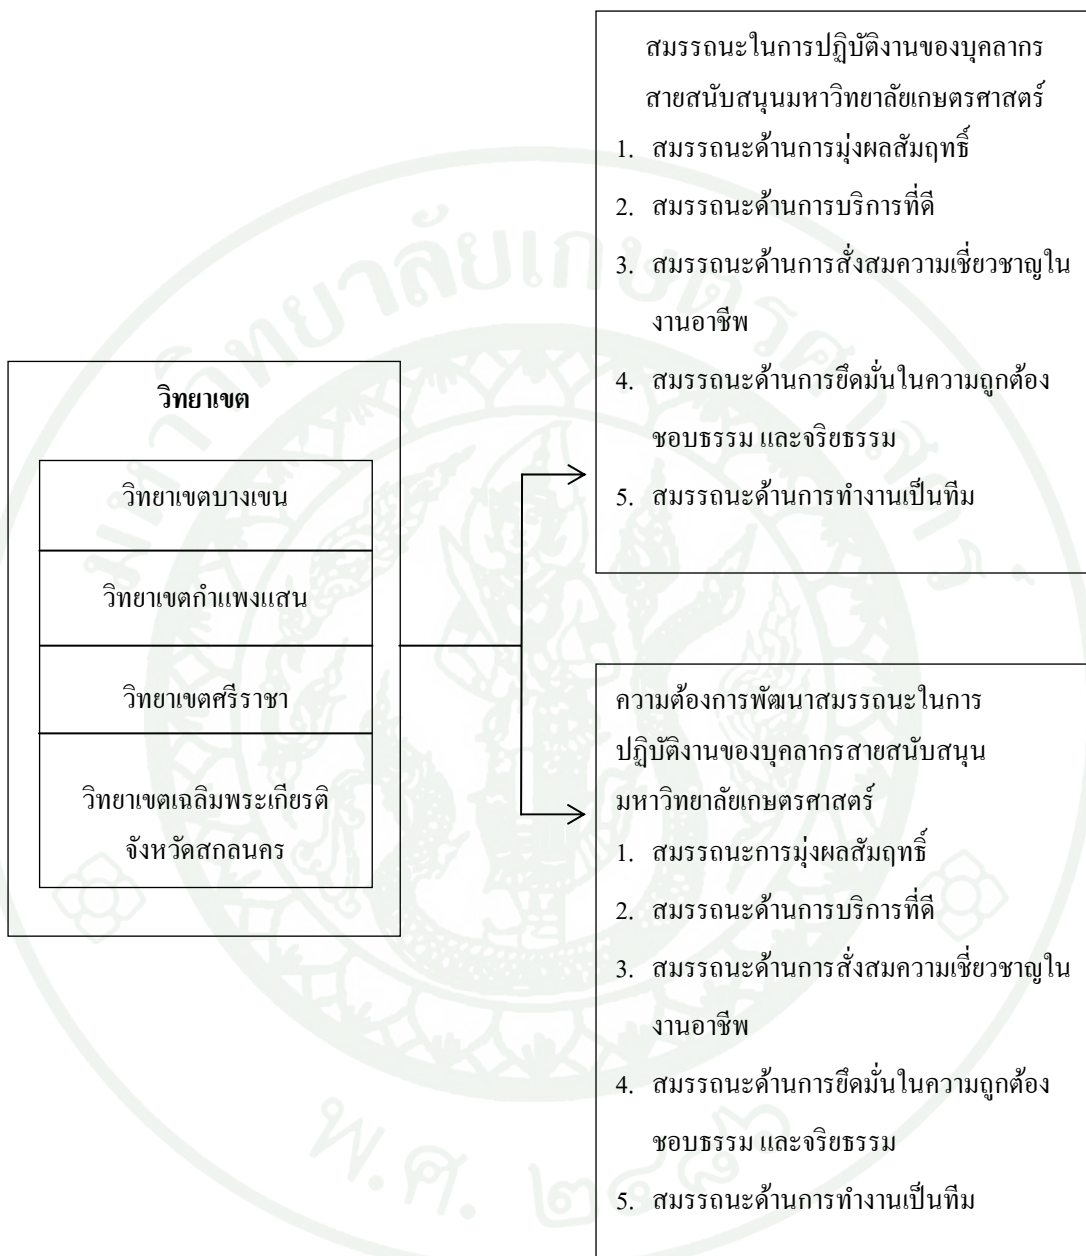 สมรรถนะในการปฏิบัติงานของบุคลากร
สายสนับสนุนมหาวิทยาลัยเกษตรศาสตร์
1. สมรรถนะด้านการมุ่งผลสัมฤทธิ์
2. สมรรถนะด้านการบริการที่ดี
3. สมรรถนะด้านการสั่งสมความเชี่ยวชาญใน
งานอาชีพ
4. สมรรถนะด้านการยึดมั่นในความถูกต้อง
ชอบธรรม และจริยธรรม
5. สมรรถนะด้านการทำงานเป็นทีม
วิทยาเขต
วิทยาเขตบางเขน
วิทยาเขตกำแพงแสน
วิทยาเขตศรีราชา
วิทยาเขตเฉลิมพระเกียรติ
จังหวัดสกลนคร
ความต้องการพัฒนาสมรรถนะในการ
ปฏิบัติงานของบุคลากรสายสนับสนุน
มหาวิทยาลัยเกษตรศาสตร์
1. สมรรถนะการมุ่งผลสัมฤทธิ์
2. สมรรถนะด้านการบริการที่ดี
3. สมรรถนะด้านการสั่งสมความเชี่ยวชาญใน
งานอาชีพ
4. สมรรถนะด้านการยึดมั่นในความถูกต้อง
ชอบธรรม และจริยธรรม
5. สมรรถนะด้านการทำงานเป็นทีม
มหาวิทยาลัยเกษตรศาสตร์
พ.ศ. ๒๔๘๖